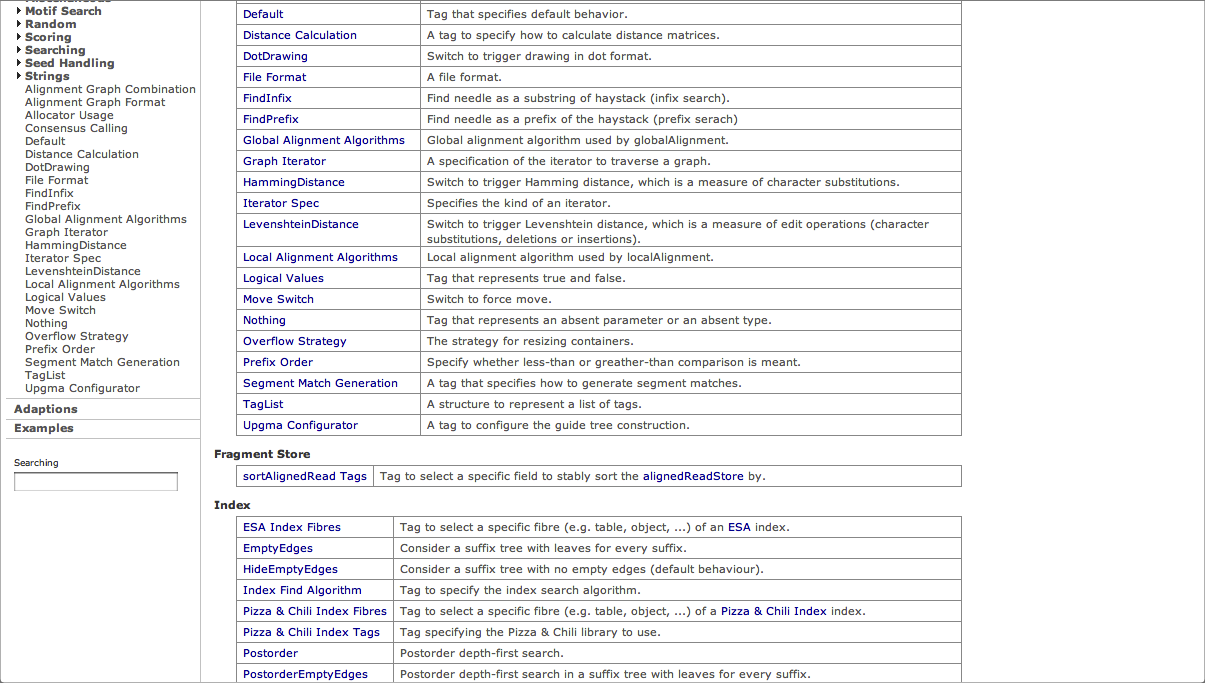 Motif Search
Random
Scoring
Searching
Seed Handling
Strings
Alignment Graph Combination
Alignment Graph Format
Allocator Usage
Consensus Calling
Default
Distance Calculation
DotDrawing
File Format
FindInfix
FindPrefix
Global Alignment Algorithms
Graph Iterator
HammingDistance
Iterator Spec
LevenshteinDistance
Local Alignment Algorithms
Logical Values
Move Switch
Nothing
Overflow Strategy
Prefix Order
Segment Match Generation
TagList
Upgma Configurator
Adaptions
Examples
Searching
Default Tag that specifies default behavior.
Distance Calculation A tag to specify how to calculate distance matrices.
DotDrawing Switch to trigger drawing in dot format.
File Format A file format.
FindInfix Find needle as a substring of haystack (infix search).
FindPrefix Find needle as a prefix of the haystack (prefix serach)
Global Alignment Algorithms Global alignment algorithm used by globalAlignment.
Graph Iterator A specification of the iterator to traverse a graph.
HammingDistance Switch to trigger Hamming distance, which is a measure of character substitutions.
Iterator Spec Specifies the kind of an iterator.
LevenshteinDistance Switch to trigger Levenshtein distance, which is a measure of edit operations (character
substitutions, deletions or insertions).
Local Alignment Algorithms Local alignment algorithm used by localAlignment.
Logical Values Tag that represents true and false.
Move Switch Switch to force move.
Nothing Tag that represents an absent parameter or an absent type.
Overflow Strategy The strategy for resizing containers.
Prefix Order Specify whether less-than or greather-than comparison is meant.
Segment Match Generation A tag that specifies how to generate segment matches.
TagList A structure to represent a list of tags.
Upgma Configurator A tag to configure the guide tree construction.
Fragment Store
sortAlignedRead Tags Tag to select a specific field to stably sort the alignedReadStore by.
Index
ESA Index Fibres Tag to select a specific fibre (e.g. table, object, ...) of an ESA index.
EmptyEdges Consider a suffix tree with leaves for every suffix.
HideEmptyEdges Consider a suffix tree with no empty edges (default behaviour).
Index Find Algorithm Tag to specify the index search algorithm.
Pizza & Chili Index Fibres Tag to select a specific fibre (e.g. table, object, ...) of a Pizza & Chili Index index.
Pizza & Chili Index Tags Tag specifying the Pizza & Chili library to use.
Postorder Postorder depth-first search.
PostorderEmptyEdges Postorder depth-first search in a suffix tree with leaves for every suffix.